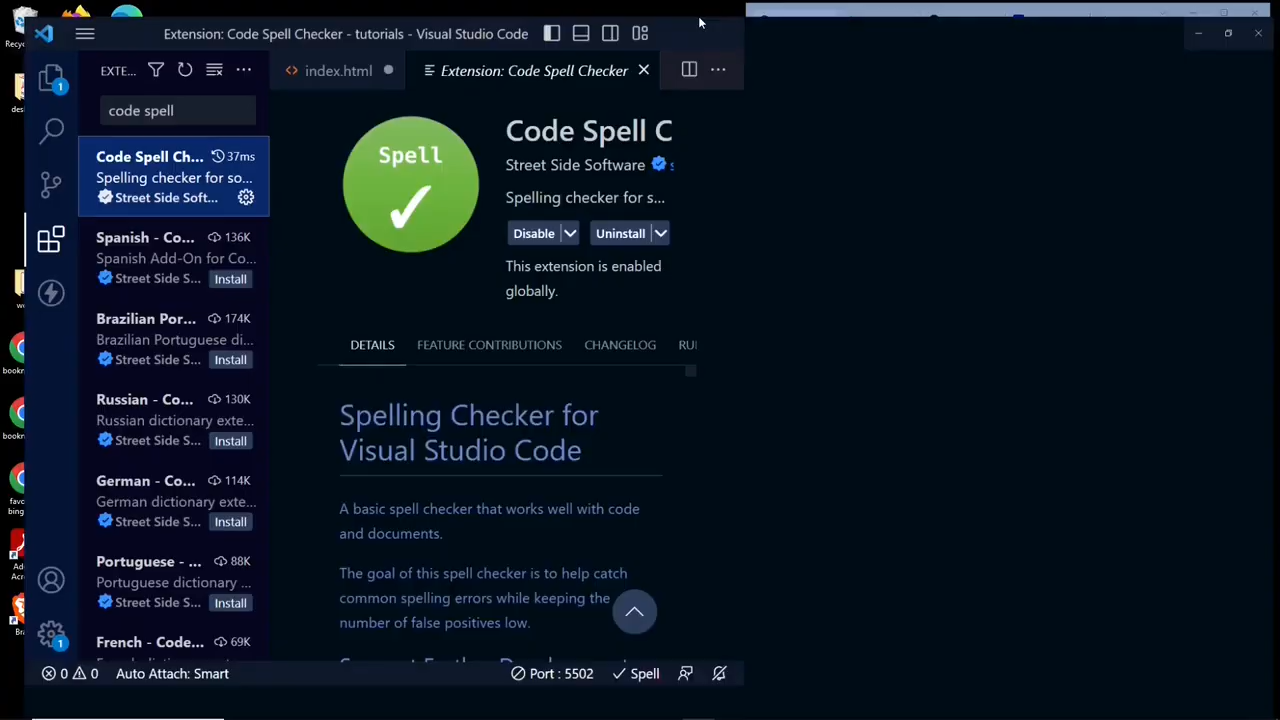 Extension: Code Spell Checker - tutorials - Visual Studio Code
EXTE...
index.html
Extension: Code Spell Checker
code spell
Code Spell Ch...
37ms
Spelling checker for so...
Street Side Soft...
Spanish - Co...
136K
Spanish Add-On for Co...
Street Side S...
Install
Brazilian Por...
174K
Brazilian Portuguese di...
Street Side S...
Install
Russian - Co...
130K
Russian dictionary exte...
Street Side S...
Install
German - Co...
114K
German dictionary exte...
Street Side S...
Install
Portuguese - ...
88K
Portuguese dictionary ...
Street Side S...
Install
French - Code...
69K
Spell
Code Spell C
Street Side Software
Spelling checker for s...
Disable
Uninstall
This extension is enabled
globally.
DETAILS
FEATURE CONTRIBUTIONS
CHANGELOG
RU
Spelling Checker for
Visual Studio Code
A basic spell checker that works well with code
and documents.
The goal of this spell checker is to help catch
common spelling errors while keeping the
number of false positives low.
1
1
0
0
Auto Attach: Smart
Port : 5502
Spell